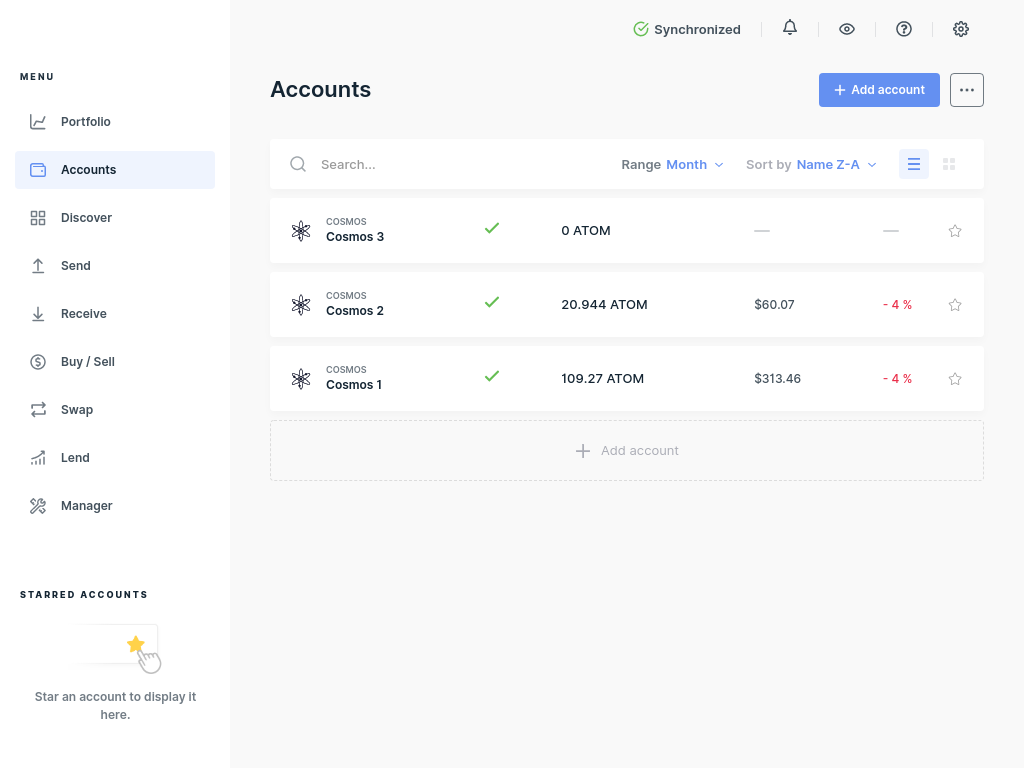 Synchronized
MENU
Portfolio
Accounts
Discover
Send
Receive
Buy / Sell
Swap
Lend
Manager
STARRED ACCOUNTS
Star an account to display it
here.
Accounts
Add account
Search...
Range Month
Sort by Name Z-A
COSMOS
Cosmos 3
0 ATOM
—
—
COSMOS
Cosmos 2
20.944 ATOM
$60.07
- 4 %
COSMOS
Cosmos 1
109.27 ATOM
$313.46
- 4 %
Add account